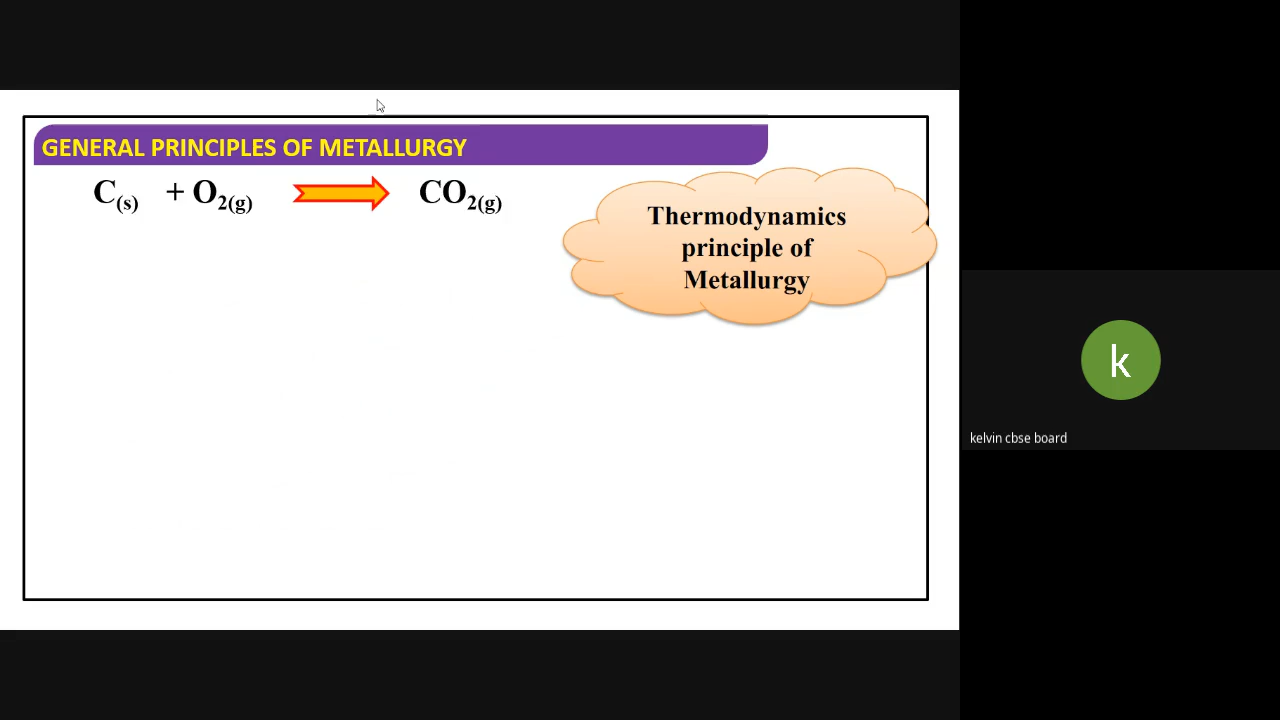 GENERAL PRINCIPLES OF METALLURGY
C(s) + O2(g) CO2(g)
Thermodynamics
principle of
Metallurgy
k
kelvin cbse board